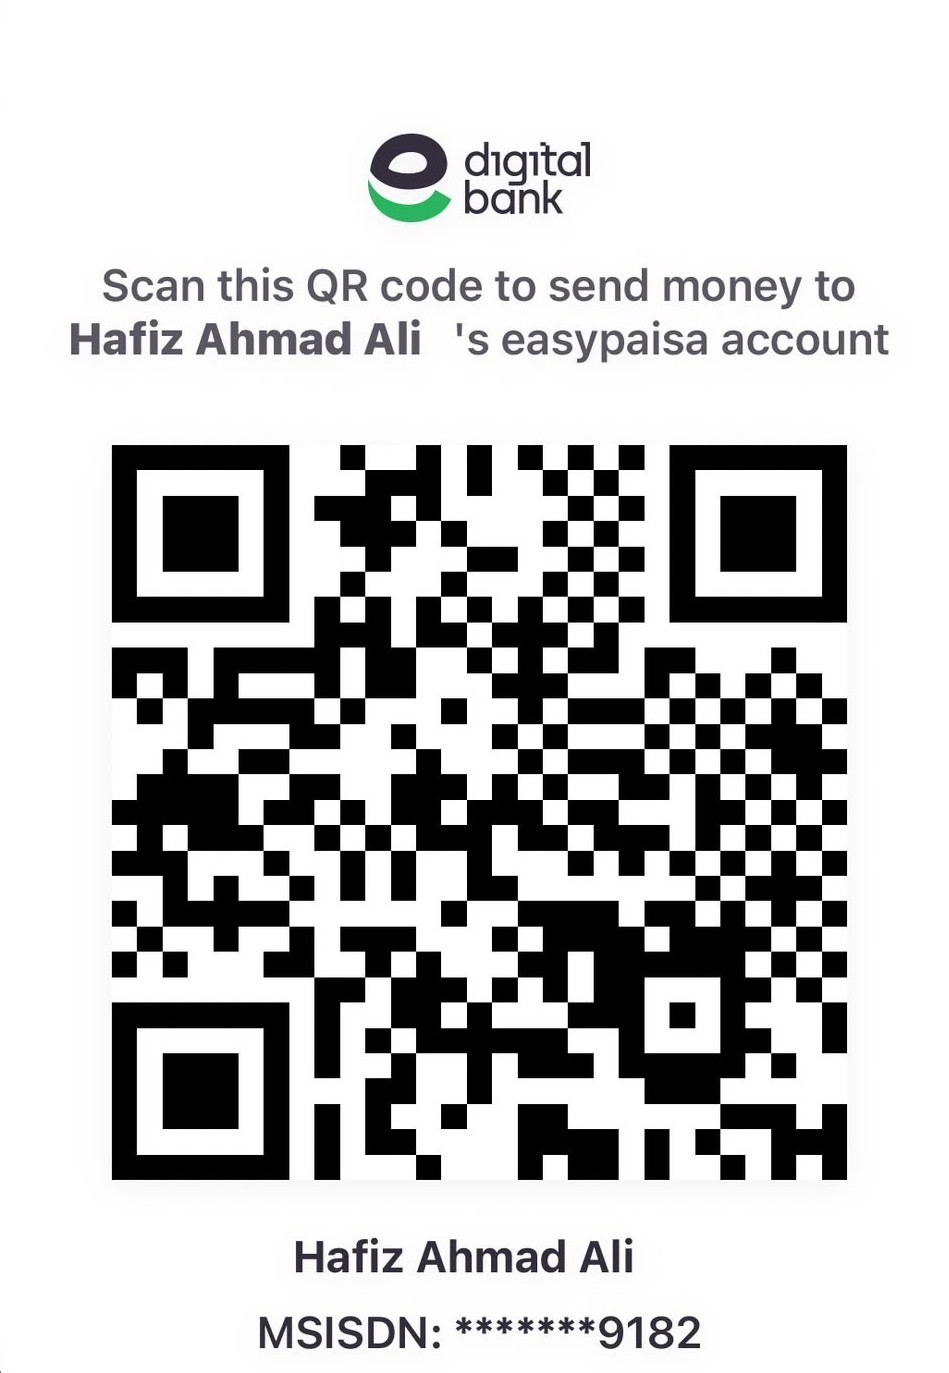 digital
bank
Scan this QR code to send money to
Hafiz Ahmad Ali 's easypaisa account
Hafiz Ahmad Ali
MSISDN: *******9182